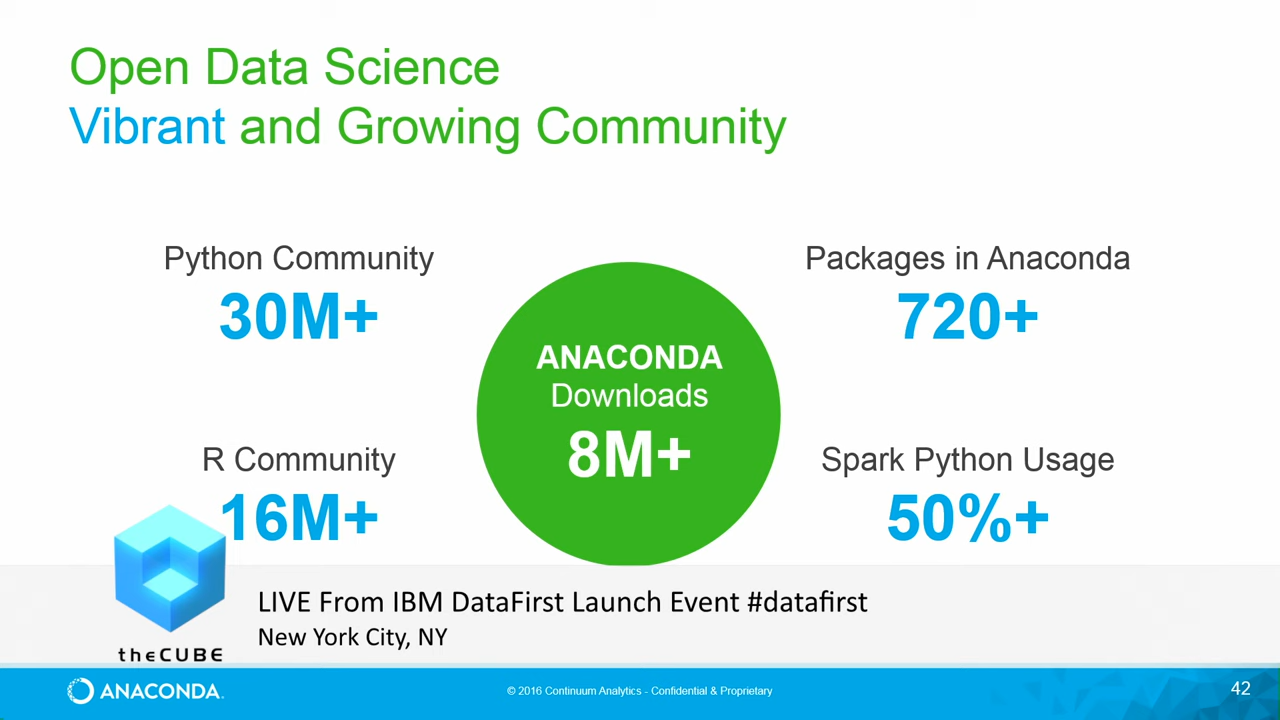 Open Data Science
Vibrant and Growing Community
Python Community
30M+
Packages in Anaconda
720+
ANACONDA
Downloads
8M+
R Community
16M+
Spark Python Usage
50%+
LIVE From IBM DataFirst Launch Event #datafirst
New York City, NY
theCUBE
ANACONDA.
© 2016 Continuum Analytics - Confidential & Proprietary
42